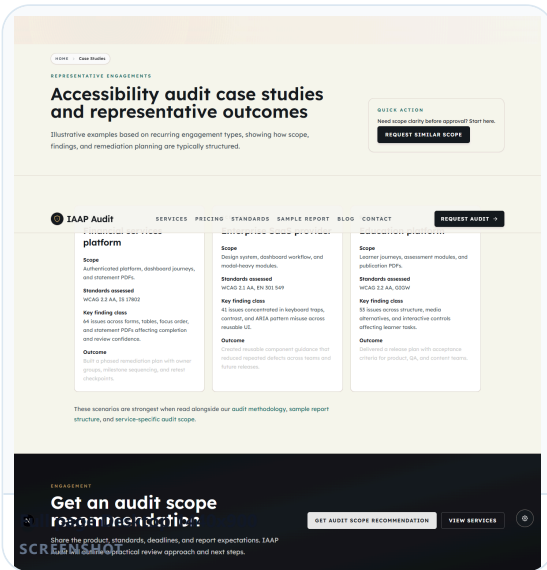 HOME / Case Studies
REPRESENTATIVE ENGAGEMENTS
Accessibility audit case studies
and representative outcomes
Illustrative examples based on recurring engagement types, showing how scope,
findings, and remediation planning are typically structured.
QUICK ACTION
Need scope clarity before approval? Start here.
REQUEST SIMILAR SCOPE
IAAP Audit
SERVICES PRICING STANDARDS SAMPLE REPORT BLOG CONTACT
REQUEST AUDIT →
platform
Scope
Authenticated platform, dashboard journeys,
and statement PDFs.
Standards assessed
WCAG 2.2 AA, IS 17802
Key finding class
64 issues across forms, tables, focus order,
and statement PDFs affecting completion
and review confidence.
Outcome
Built a phased remediation plan with owner
groups, milestone sequencing, and retest
checkpoints.
Scope
Design system, dashboard workflow, and
modal-heavy modules.
Standards assessed
WCAG 2.1 AA, EN 301 549
Key finding class
41 issues concentrated in keyboard traps,
contrast, and ARIA pattern misuse across
reusable UI.
Outcome
Created reusable component guidance that
reduced repeated defects across teams and
future releases.
Scope
Learner journeys, assessment modules, and
publication PDFs.
Standards assessed
WCAG 2.2 AA, GIGW
Key finding class
53 issues across structure, media
alternatives, and interactive controls
affecting learner tasks.
Outcome
Delivered a remediation plan with acceptance
criteria for product, QA, and content teams.
These scenarios are strongest when read alongside our audit methodology, sample report
structure, and service-specific audit scope.
ENGAGEMENT
Get an audit scope
recommendation
GET AUDIT SCOPE RECOMMENDATION
VIEW SERVICES
Share the product, standards, deadlines, and report expectations. IAAP
Audit will outline a practical review approach and next steps.
SCREENSHOT